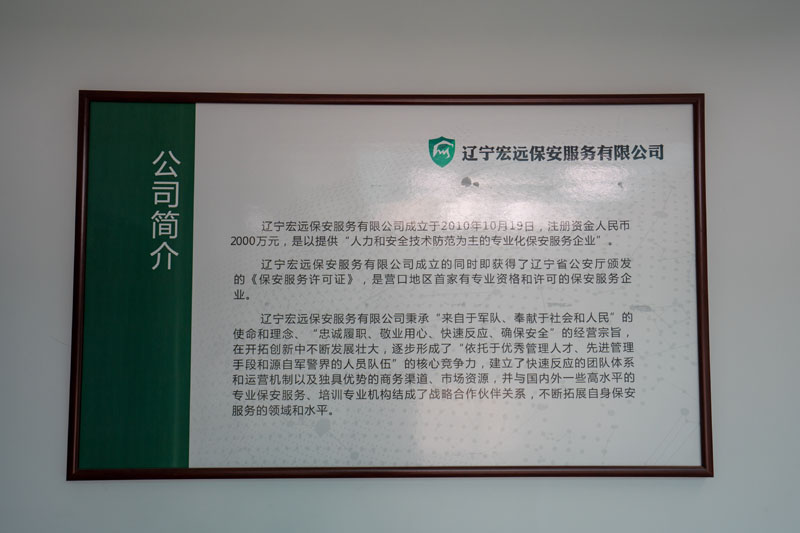 公司简介
辽宁宏远保安服务有限公司
辽宁宏远保安服务有限公司成立于2010年10月19日，注册资金人民币
2000万元，是以提供“人力和安全技术防范为主的专业化保安服务企业”。
辽宁宏远保安服务有限公司成立的同时即获得了辽宁省公安厅颁发
的《保安服务许可证》，是营口地区首家有专业资格和许可的保安服务企
业。
辽宁宏远保安服务有限公司秉承“来自于军队、奉献于社会和人民”的
使命和理念、“忠诚履职、敬业用心、快速反应、确保安全”的经营宗旨，
在开拓创新中不断发展壮大，逐步形成了“依托于优秀管理人才、先进管理
手段和源自军警界的人员队伍”的核心竞争力，建立了快速反应的团队体系
和运营机制以及独具优势的商务渠道、市场资源，并与国内外一些高水平的
专业保安服务、培训专业机构结成了战略合作伙伴关系，不断拓展自身保安
服务的领域和水平。